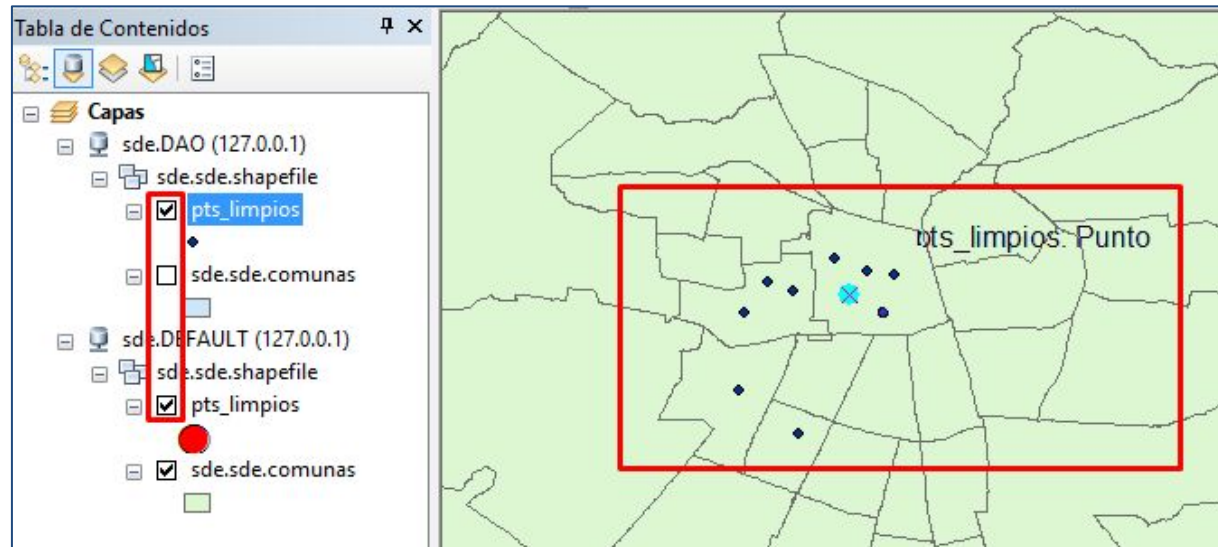 Tabla de Contenidos
Capas
sde.DAO (127.0.0.1)
sde.sde.shapefile
pts_limpios
sde.sde.comunas
sde.DEFAULT (127.0.0.1)
sde.sde.shapefile
pts_limpios
sde.sde.comunas
pts_limpios: Punto